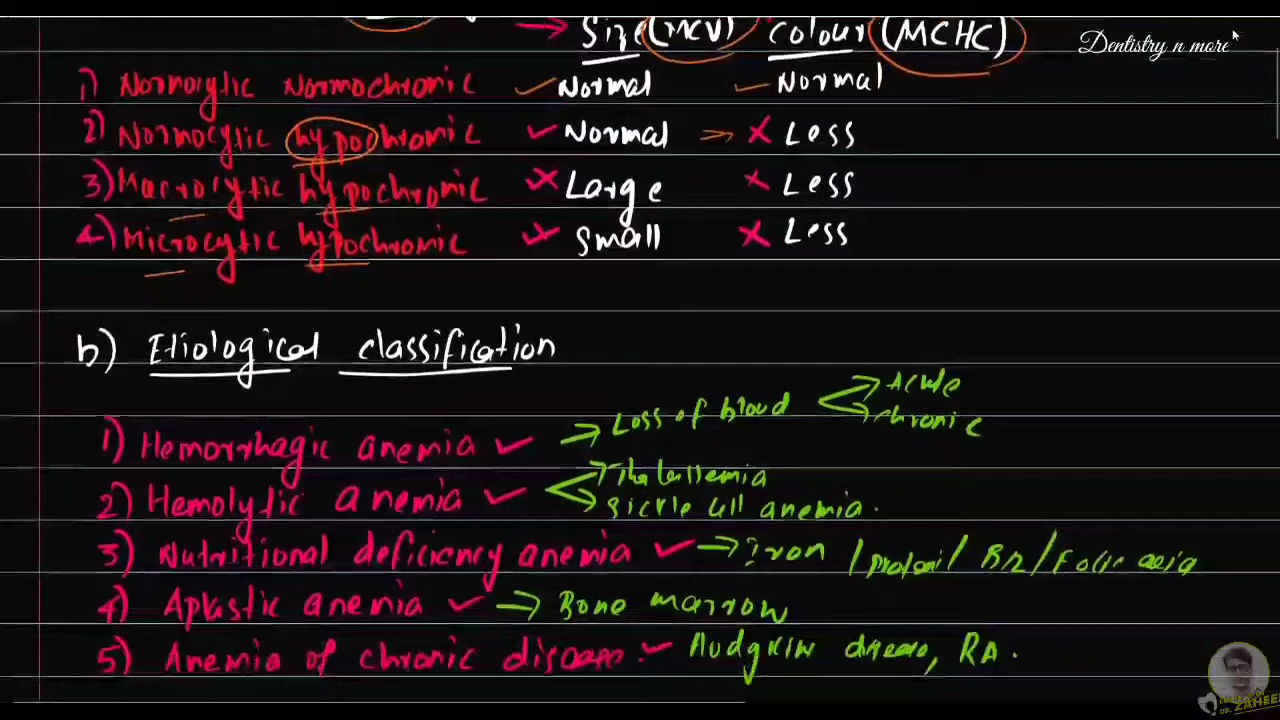 Size (MCV) Colour (MCHC)
Dentistry n more
1) Normocytic Normochromic Normal Normal
2) Normocytic hypochromic Normal Less
3) Macrocytic hypochromic Large Less
4) Microcytic hypochromic Small Less
b) Etiological classification
1) Hemorrhagic anemia → Loss of blood Acute
chronic
2) Hemolytic anemia Thalassemia
Sickle cell anemia.
3) Nutritional deficiency anemia → Iron / protein / B12 / Folic acid
4) Aplastic anemia → Bone marrow
5) Anemia of chronic disease. Hodgkin disease, RA.
DR. ZAHEER